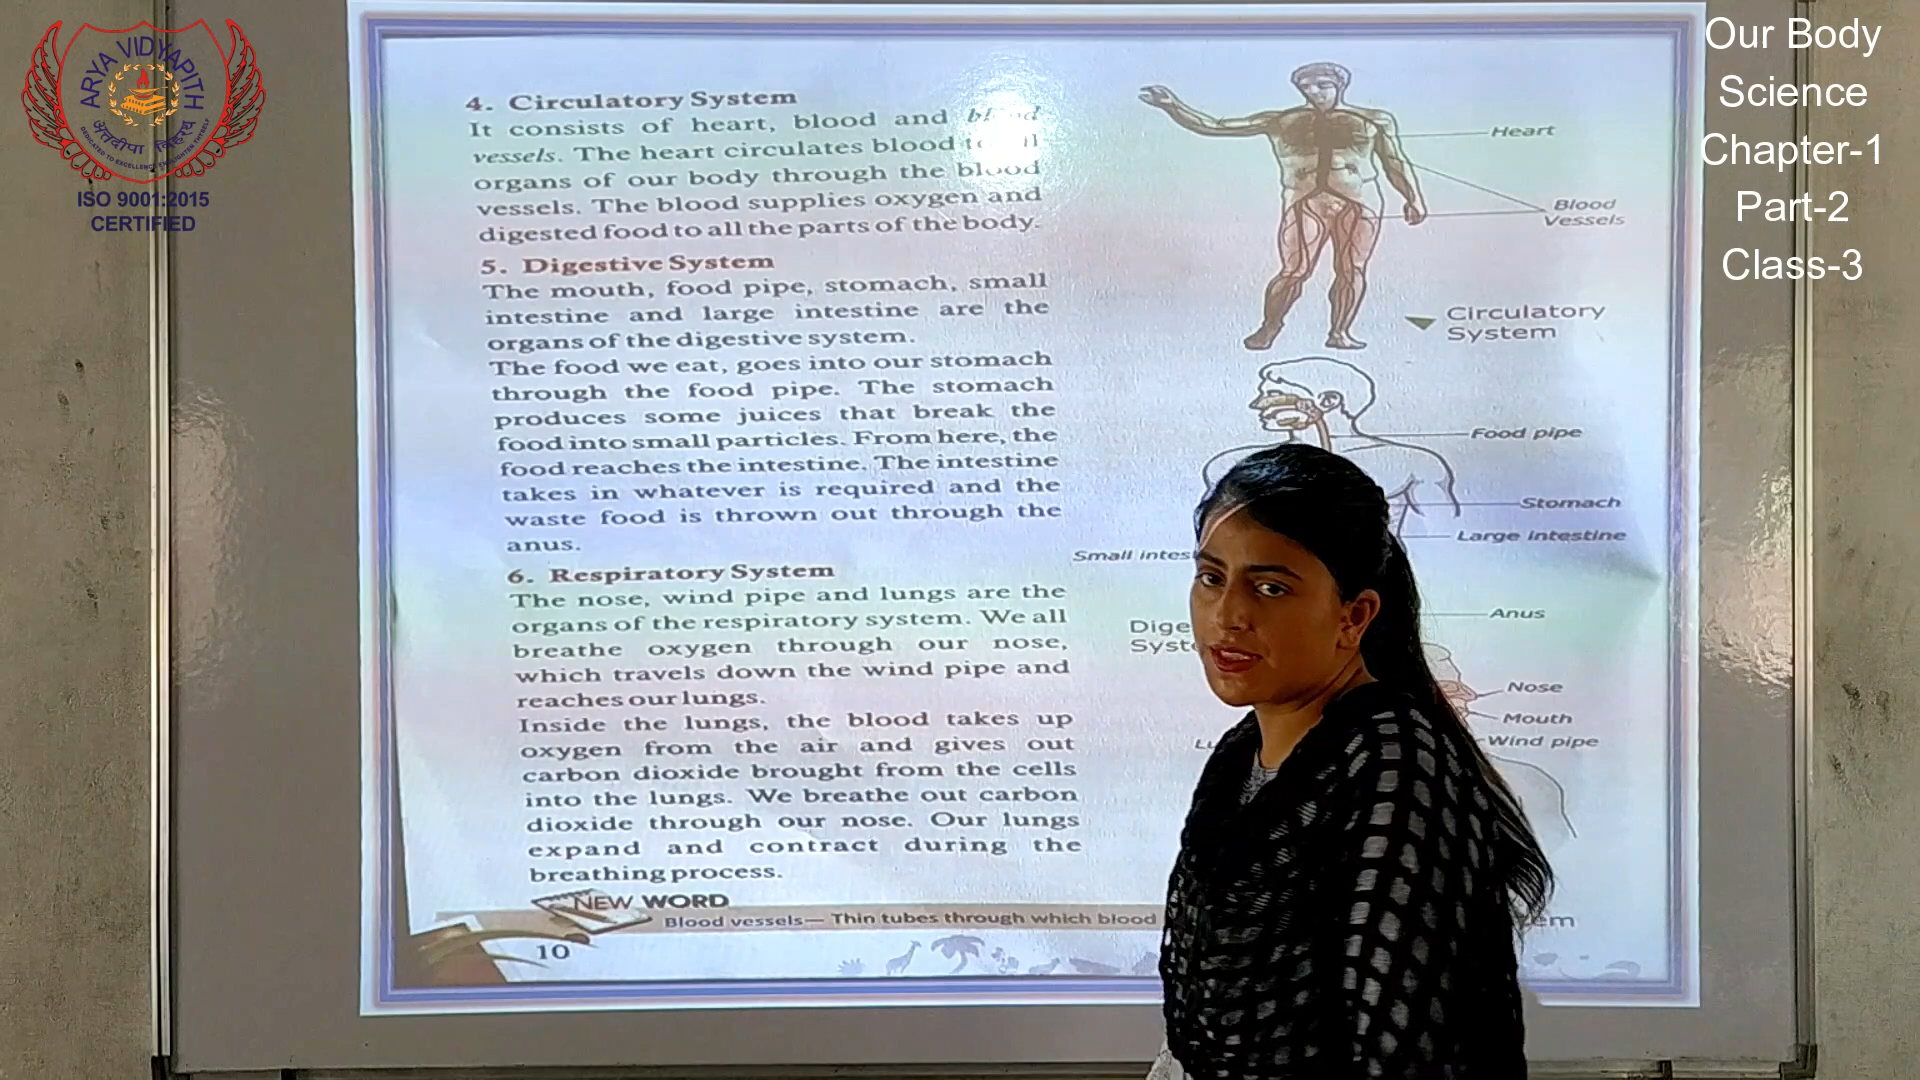 ARYA VIDYAPITH
DEDICATED TO EXCELLENCE ENLIGHTEN THYSELF
ISO 9001:2015
CERTIFIED
Our Body
Science
Chapter-1
Part-2
Class-3
4. Circulatory System
It consists of heart, blood and
vessels. The heart circulates blood
organs of our body through the blood
vessels. The blood supplies oxygen and
digested food to all the parts of the body.
5. Digestive System
The mouth, food pipe, stomach, small
intestine and large intestine are the
organs of the digestive system.
The food we eat, goes into our stomach
through the food pipe. The stomach
produces some juices that break the
food into small particles. From here, the
food reaches the intestine. The intestine
takes in whatever is required and the
waste food is thrown out through the
anus.
6. Respiratory System
The nose, wind pipe and lungs are the
organs of the respiratory system. We all
breathe oxygen through our nose,
which travels down the wind pipe and
reaches our lungs.
Inside the lungs, the blood takes up
oxygen from the air and gives out
carbon dioxide brought from the cells
into the lungs. We breathe out carbon
dioxide through our nose. Our lungs
expand and contract during the
breathing process.
NEW WORD
Blood vessels— Thin tubes through which blood
10
Heart
Blood
Vessels
Circulatory
System
Food pipe
Stomach
Large intestine
Small
Anus
Nose
Mouth
Wind pipe